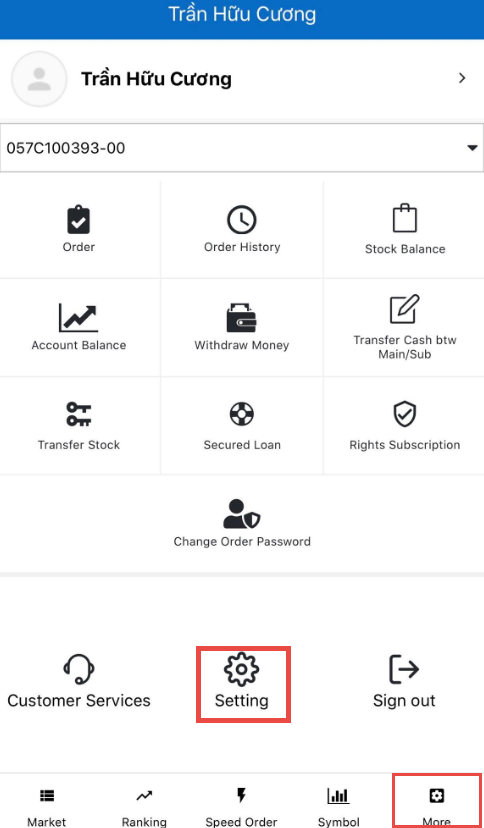 Trần Hữu Cương
Trần Hữu Cương
057C100393-00
Order
Order History
Stock Balance
Account Balance
Withdraw Money
Transfer Cash btw
Main/Sub
Transfer Stock
Secured Loan
Rights Subscription
Change Order Password
Customer Services
Setting
Sign out
Market
Ranking
Speed Order
Symbol
More